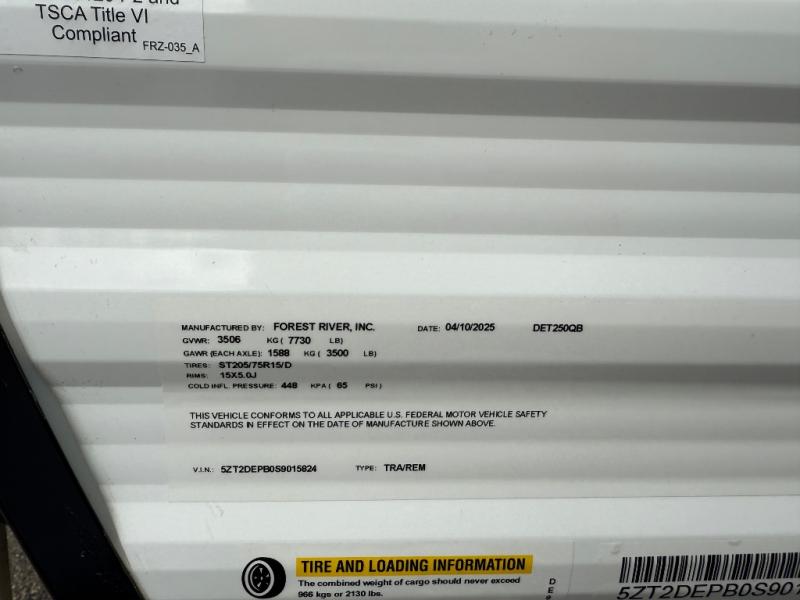 TSCA Title VI
Compliant
FRZ-035_A
MANUFACTURED BY: FOREST RIVER, INC. DATE: 04/10/2025 DET250QB
GVWR: 3506 KG ( 7730 LB)
GAWR (EACH AXLE): 1588 KG ( 3500 LB)
TIRES: ST205/75R15/D
RIMS: 15X5.0J
COLD INFL. PRESSURE: 448 KPA ( 65 PSI )
THIS VEHICLE CONFORMS TO ALL APPLICABLE U.S. FEDERAL MOTOR VEHICLE SAFETY
STANDARDS IN EFFECT ON THE DATE OF MANUFACTURE SHOWN ABOVE.
V.I.N.: 5ZT2DEPB0S9015824 TYPE: TRA/REM
TIRE AND LOADING INFORMATION
The combined weight of cargo should never exceed
966 kgs or 2130 lbs.
D
E
5ZT2DEPB0S901